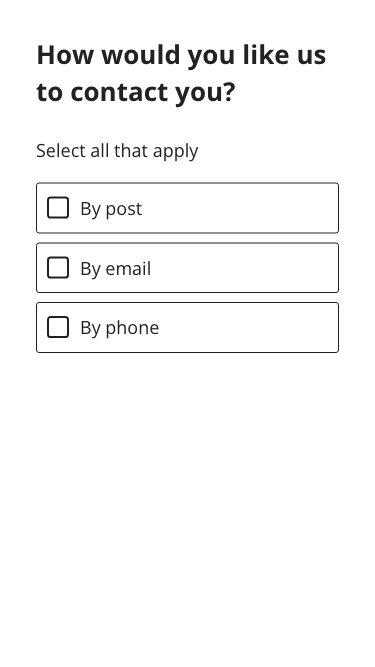 How would you like us
to contact you?
Select all that apply
By post
By email
By phone